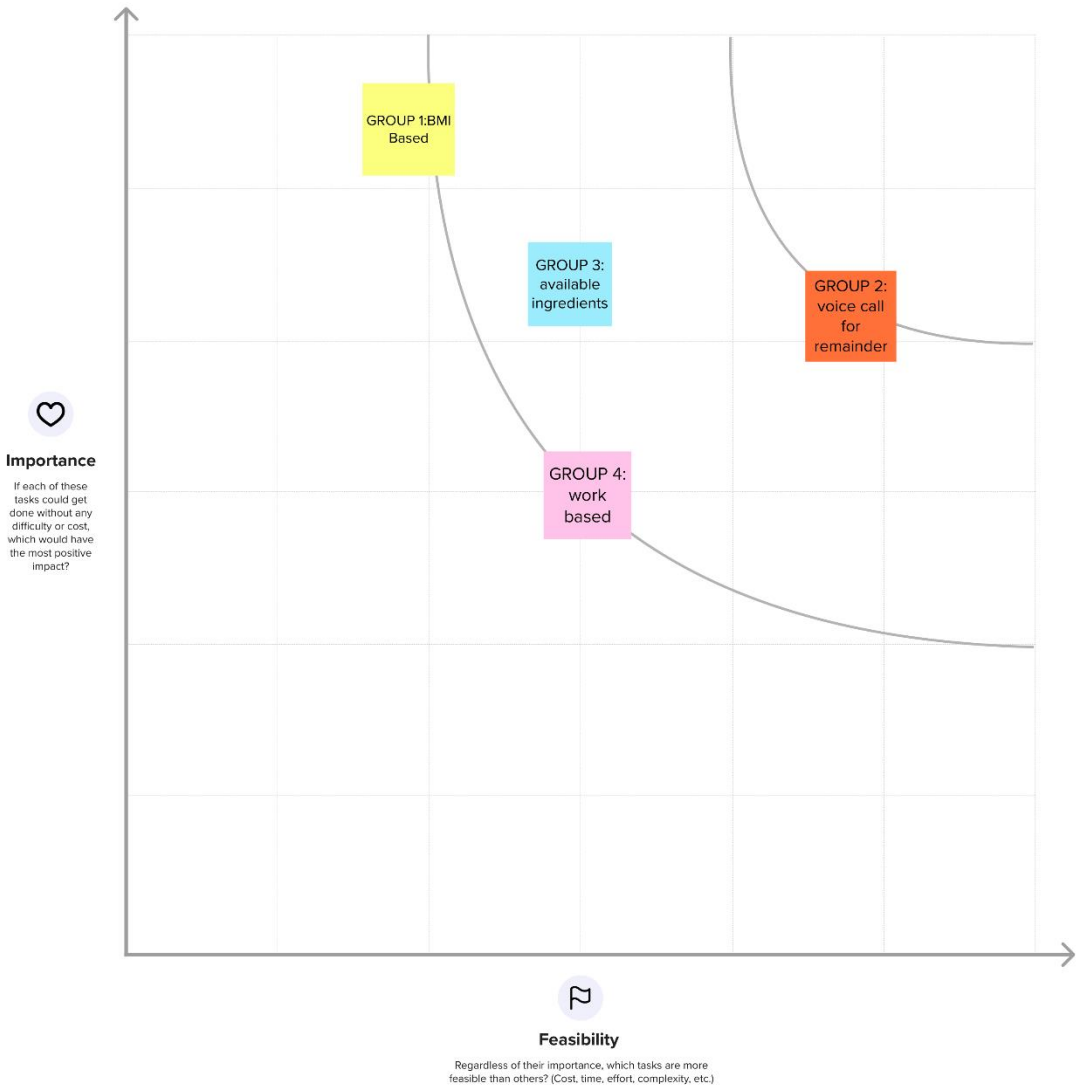 GROUP 1:BMI
Based
GROUP 3:
available
ingredients
GROUP 2:
voice call
for
remainder
GROUP 4:
work
based
Importance
If each of these
tasks could get
done without any
difficulty or cost,
which would have
the most positive
impact?
Feasibility
Regardless of their importance, which tasks are more
feasible than others? (Cost, time, effort, complexity, etc.)